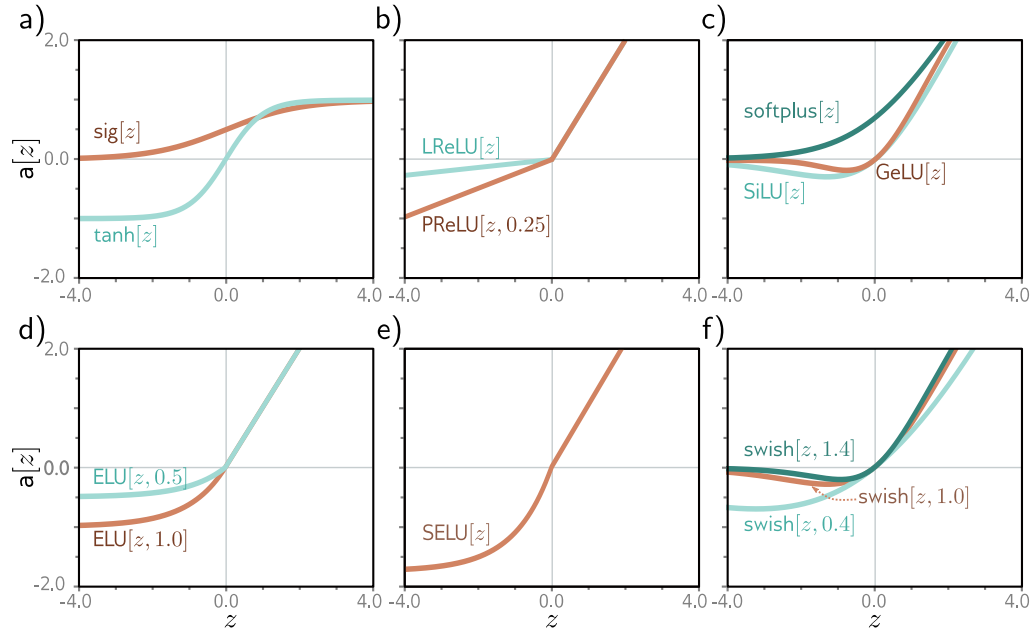 a)
b)
c)
2.0
sig[z]
softplus[z]
LReLU[z]
a[z]
0.0
GeLU[z]
SiLU[z]
tanh[z]
PReLU[z, 0.25]
-2.0
-4.0 0.0 4.0
-4.0 0.0 4.0
-4.0 0.0 4.0
d)
e)
f)
2.0
a[z]
0.0
ELU[z, 0.5]
swish[z, 1.4]
swish[z, 1.0]
ELU[z, 1.0]
SELU[z]
swish[z, 0.4]
-2.0
-4.0 0.0 4.0
-4.0 0.0 4.0
-4.0 0.0 4.0
z
z
z